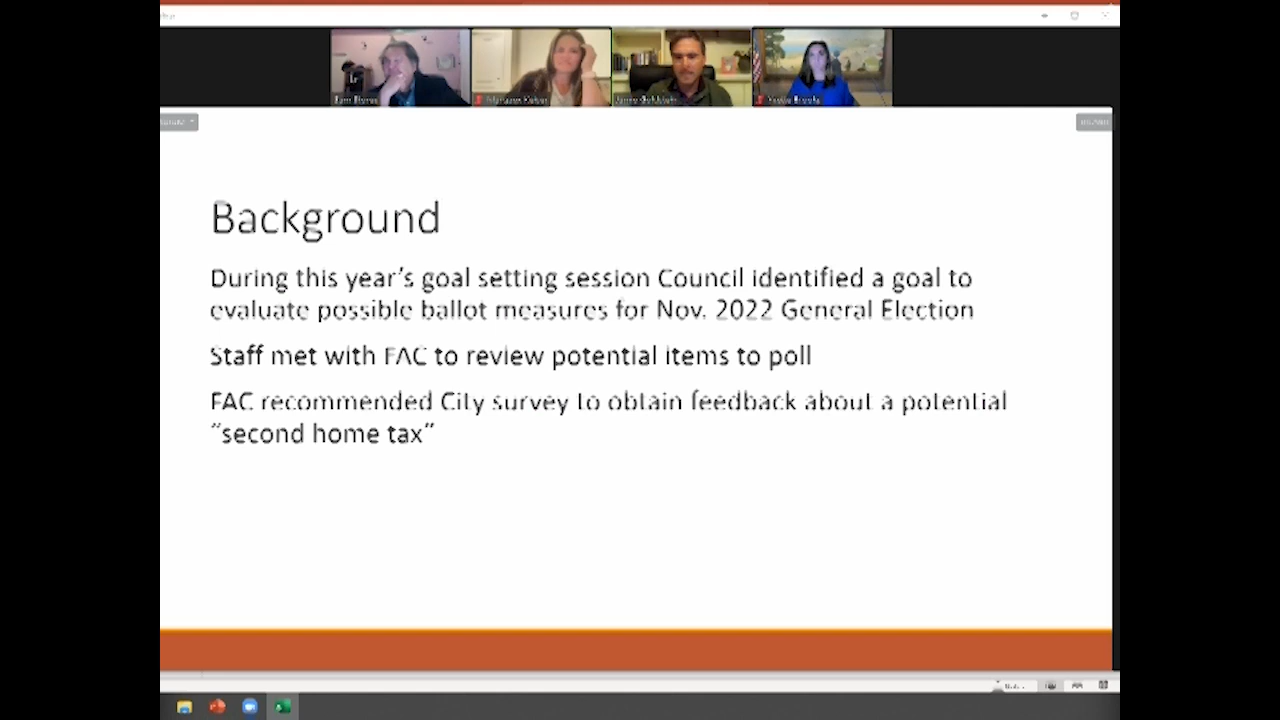 Background
During this year's goal setting session Council identified a goal to
evaluate possible ballot measures for Nov. 2022 General Election
Staff met with FAC to review potential items to poll
FAC recommended City survey to obtain feedback about a potential
"second home tax"